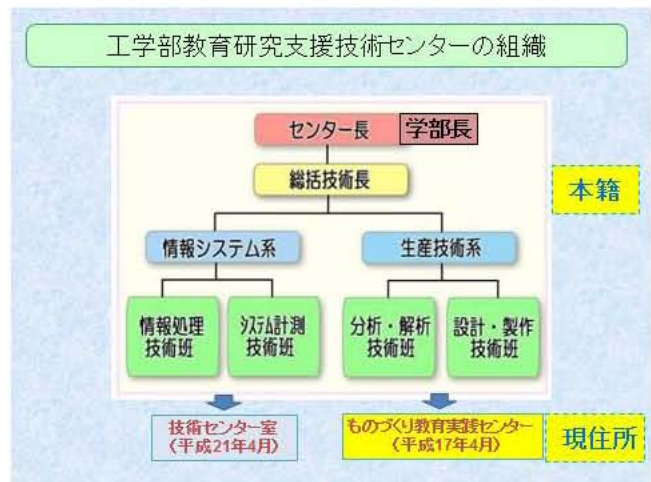 工学部教育研究支援技術センターの組織
センター長 学部長
総括技術長
本籍
情報システム系 生産技術系
情報処理 システム計測 分析・解析 設計・製作
技術班 技術班 技術班 技術班
技術センター室 ものづくり教育実践センター
(平成21年4月) (平成17年4月)
現住所